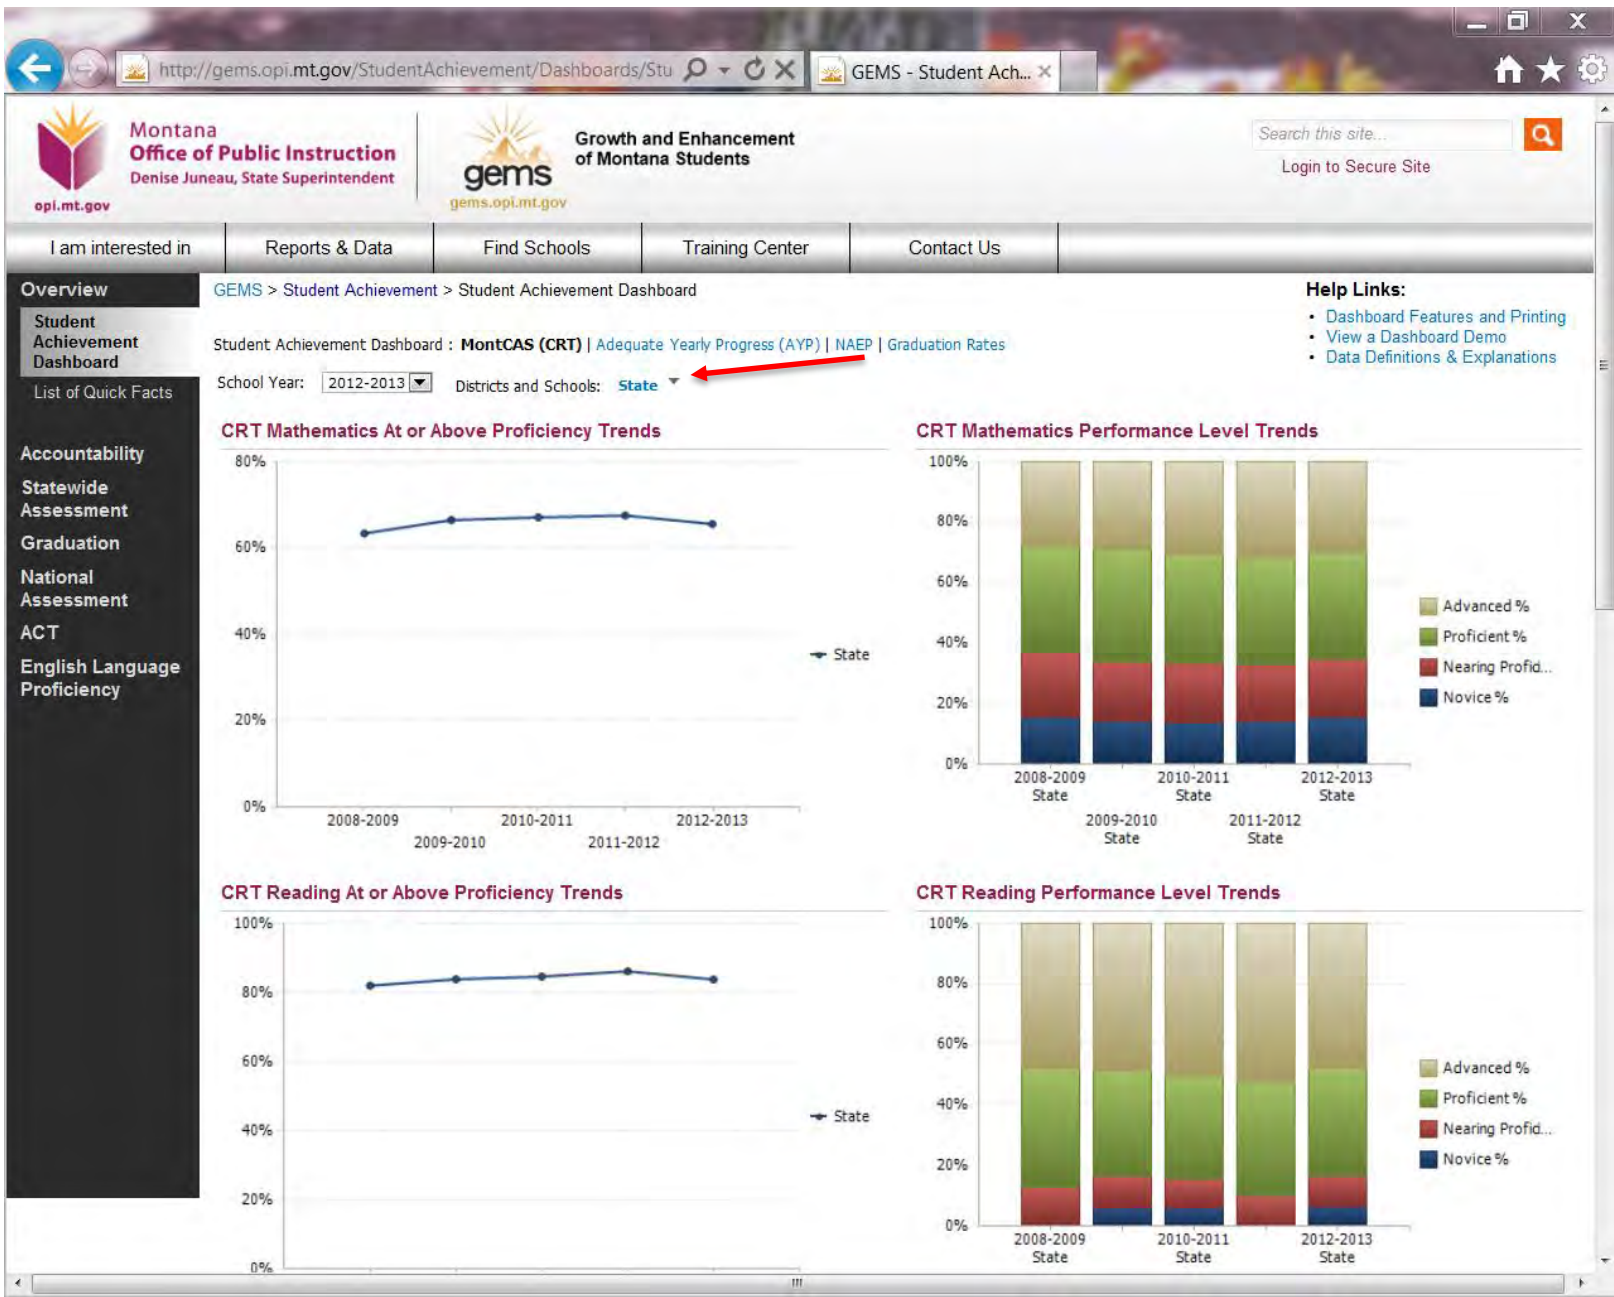 http://gems.opi.mt.gov/StudentAchievement/Dashboards/Stu
GEMS - Student Ach...
Montana
Office of Public Instruction
Denise Juneau, State Superintendent
opi.mt.gov
gems
gems.opi.mt.gov
Growth and Enhancement
of Montana Students
Search this site...
Login to Secure Site
I am interested in
Reports & Data
Find Schools
Training Center
Contact Us
Overview
Student
Achievement
Dashboard
List of Quick Facts
Accountability
Statewide
Assessment
Graduation
National
Assessment
ACT
English Language
Proficiency
GEMS > Student Achievement > Student Achievement Dashboard
Help Links:
Dashboard Features and Printing
View a Dashboard Demo
Data Definitions & Explanations
Student Achievement Dashboard : MontCAS (CRT) | Adequate Yearly Progress (AYP) | NAEP | Graduation Rates
School Year: 2012-2013 Districts and Schools: State
CRT Mathematics At or Above Proficiency Trends
80%
60%
40%
20%
0%
2008-2009
2009-2010
2010-2011
2011-2012
2012-2013
State
CRT Mathematics Performance Level Trends
100%
80%
60%
40%
20%
0%
2008-2009
State
2009-2010
State
2010-2011
State
2011-2012
State
2012-2013
State
Advanced %
Proficient %
Nearing Profid...
Novice %
CRT Reading At or Above Proficiency Trends
100%
80%
60%
40%
20%
0%
State
CRT Reading Performance Level Trends
100%
80%
60%
40%
20%
0%
2008-2009
State
2010-2011
State
2012-2013
State
Advanced %
Proficient %
Nearing Profid...
Novice %